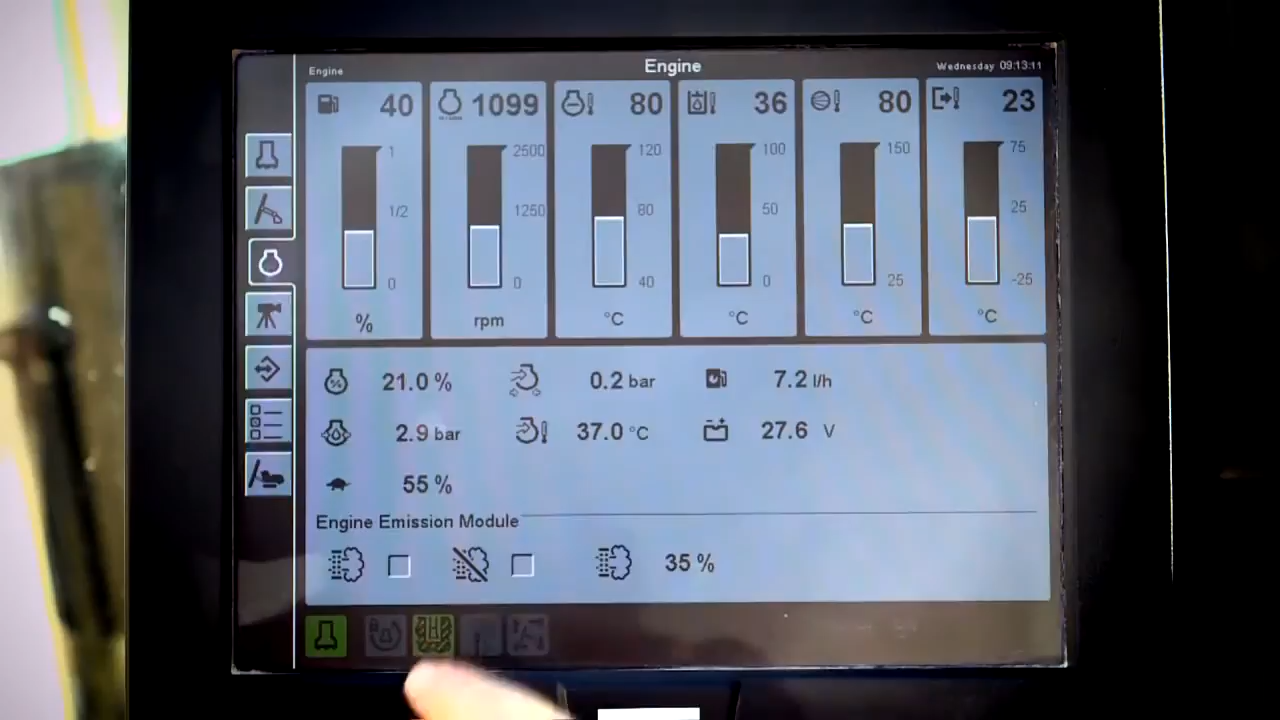 Engine
Engine
Wednesday 09:13:11
40 1099 80 36 80 23
1 2500 120 100 150 75
1/2 1250 80 50 25
0 0 40 0 25 -25
% rpm °C °C °C °C
21.0 % 0.2 bar 7.2 l/h
2.9 bar 37.0 °C 27.6 V
55 %
Engine Emission Module
35 %